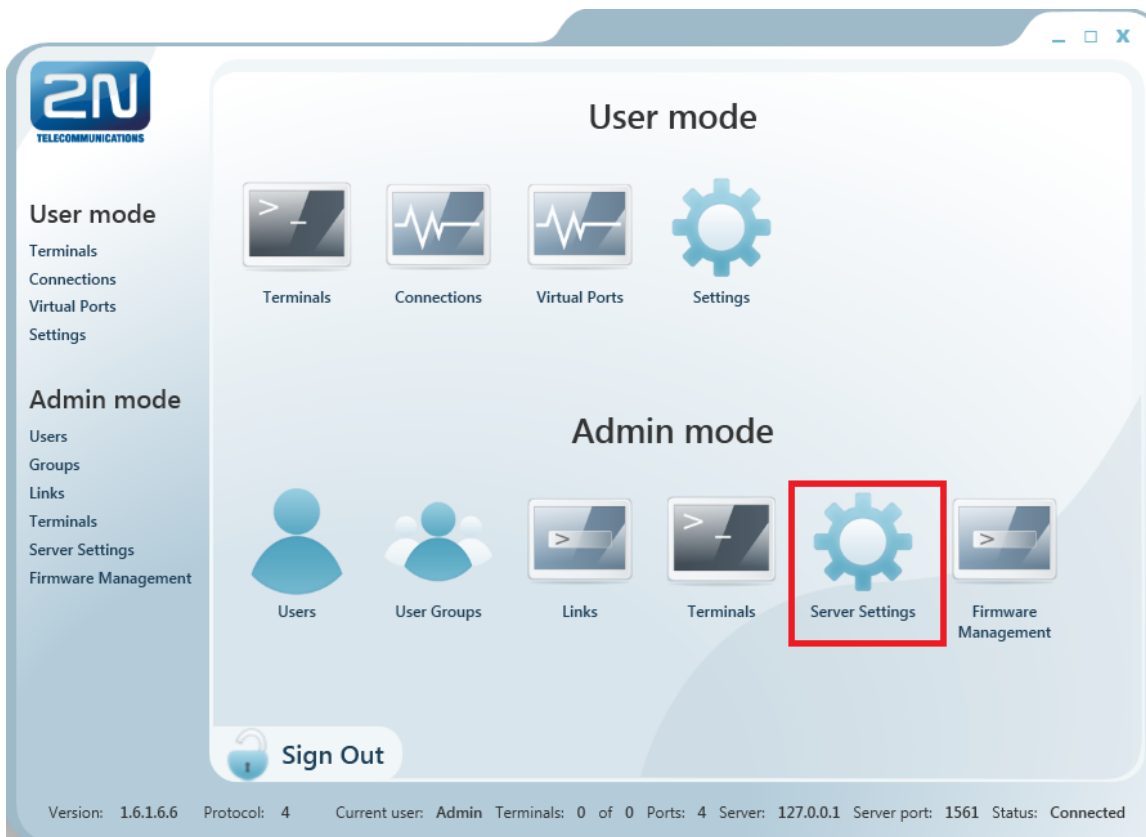 2N
TELECOMMUNICATIONS
User mode
Terminals
Connections
Virtual Ports
Settings
Admin mode
Users
Groups
Links
Terminals
Server Settings
Firmware Management
User mode
Terminals Connections Virtual Ports Settings
Admin mode
Users User Groups Links Terminals Server Settings Firmware
Management
Sign Out
Version: 1.6.1.6.6 Protocol: 4 Current user: Admin Terminals: 0 of 0 Ports: 4 Server: 127.0.0.1 Server port: 1561 Status: Connected